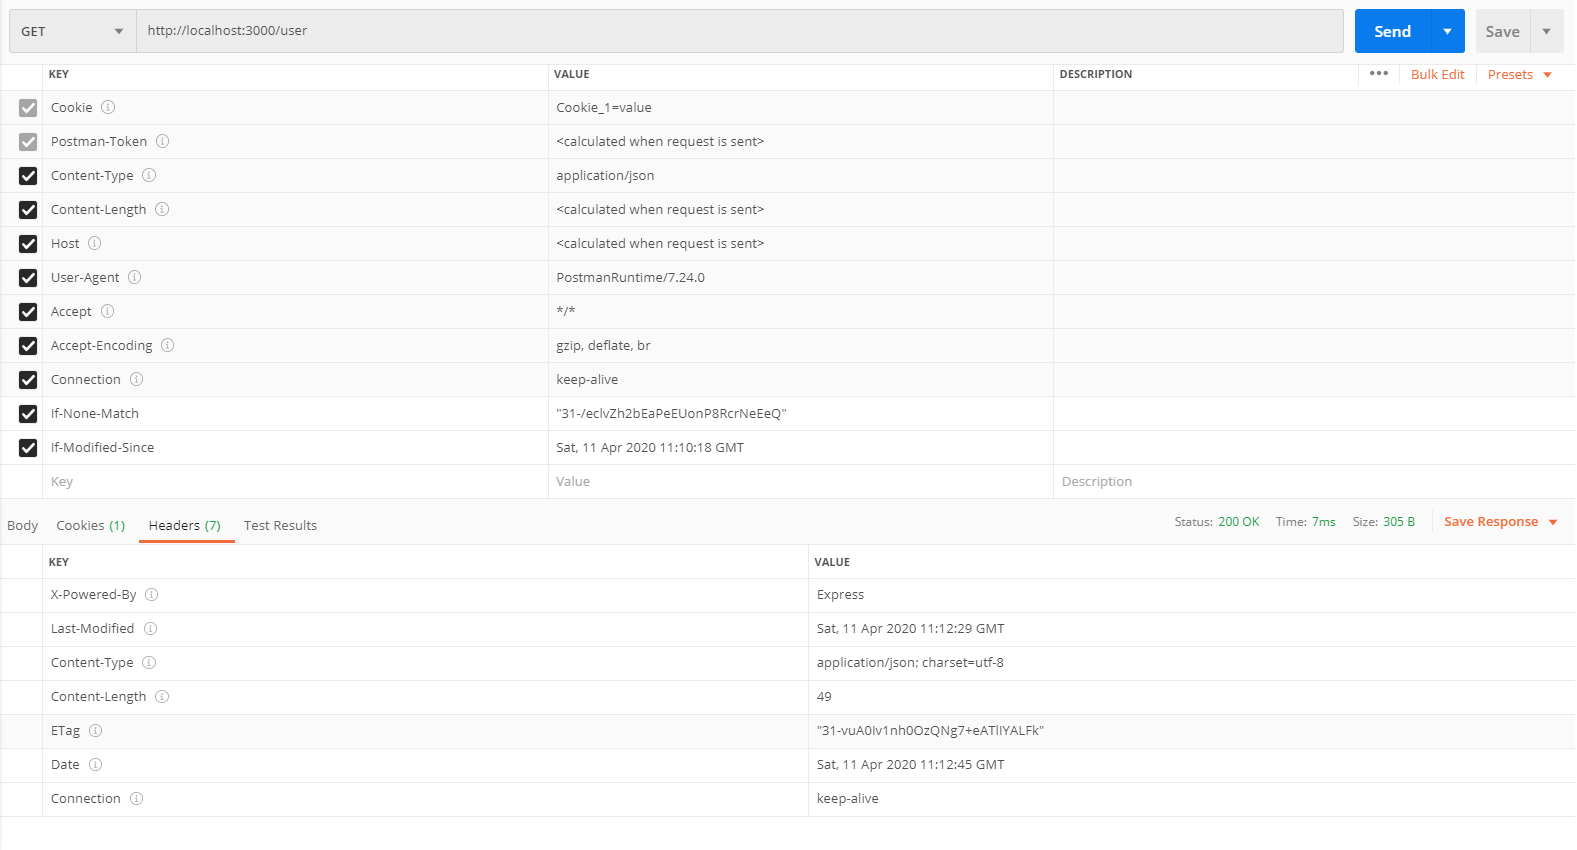 GET http://localhost:3000/user Send Save
KEY VALUE DESCRIPTION ••• Bulk Edit Presets
Cookie Cookie_1=value
Postman-Token <calculated when request is sent>
Content-Type application/json
Content-Length <calculated when request is sent>
Host <calculated when request is sent>
User-Agent PostmanRuntime/7.24.0
Accept */*
Accept-Encoding gzip, deflate, br
Connection keep-alive
If-None-Match "31-/eclvZh2bEaPeEUonP8RcrNeEeQ"
If-Modified-Since Sat, 11 Apr 2020 11:10:18 GMT
Key Value Description
Body Cookies (1) Headers (7) Test Results Status: 200 OK Time: 7ms Size: 305 B Save Response
KEY VALUE
X-Powered-By Express
Last-Modified Sat, 11 Apr 2020 11:12:29 GMT
Content-Type application/json; charset=utf-8
Content-Length 49
ETag "31-vuA0Iv1nh0OzQNg7+eATlIYALFk"
Date Sat, 11 Apr 2020 11:12:45 GMT
Connection keep-alive